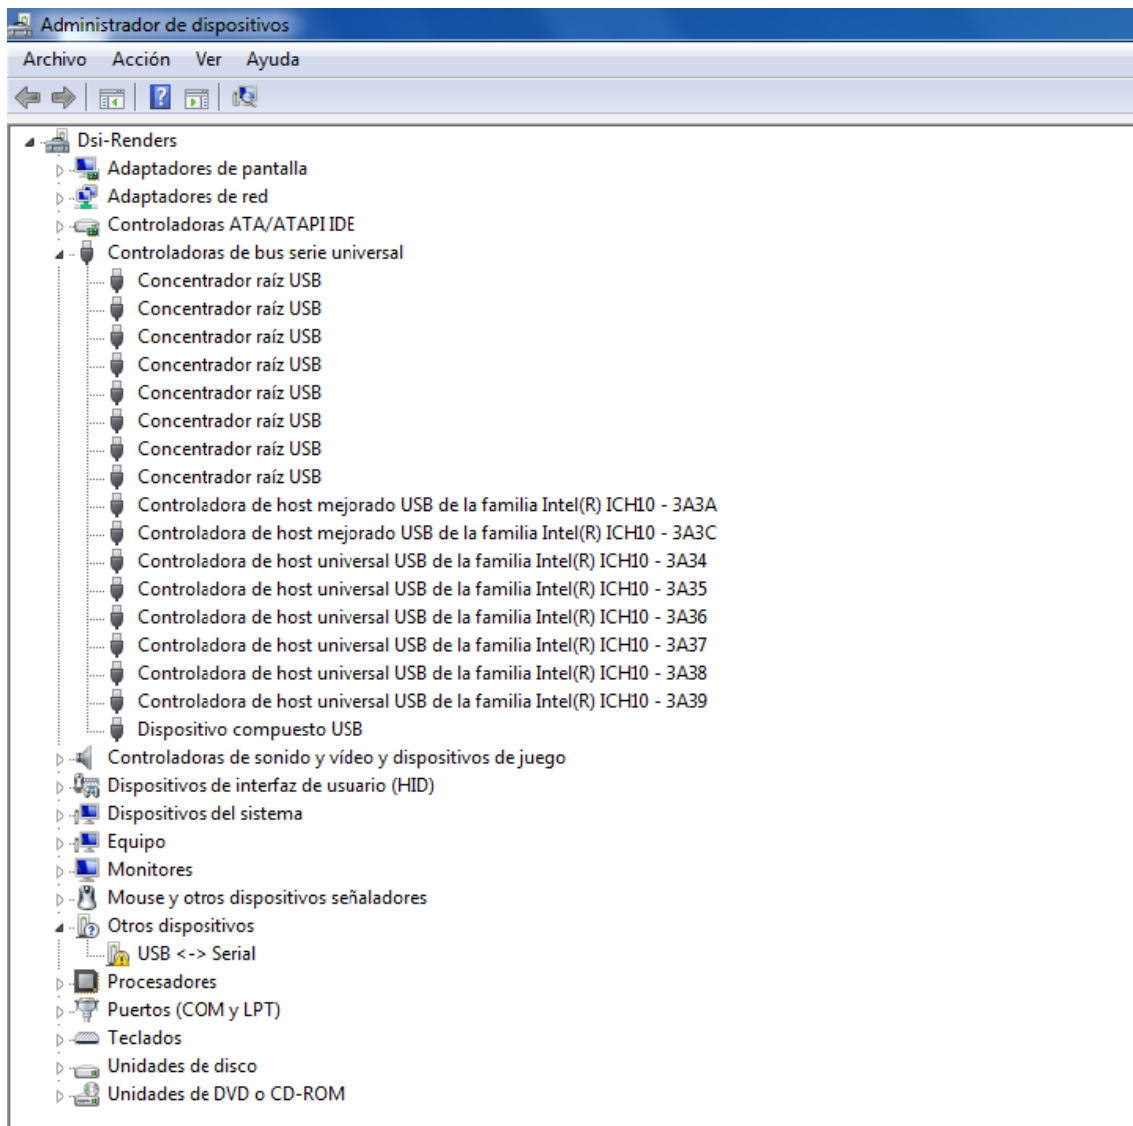 Administrador de dispositivos
Archivo Acción Ver Ayuda
Dsi-Renders
Adaptadores de pantalla
Adaptadores de red
Controladoras ATA/ATAPI IDE
Controladoras de bus serie universal
Concentrador raíz USB
Concentrador raíz USB
Concentrador raíz USB
Concentrador raíz USB
Concentrador raíz USB
Concentrador raíz USB
Concentrador raíz USB
Concentrador raíz USB
Controladora de host mejorado USB de la familia Intel(R) ICH10 - 3A3A
Controladora de host mejorado USB de la familia Intel(R) ICH10 - 3A3C
Controladora de host universal USB de la familia Intel(R) ICH10 - 3A34
Controladora de host universal USB de la familia Intel(R) ICH10 - 3A35
Controladora de host universal USB de la familia Intel(R) ICH10 - 3A36
Controladora de host universal USB de la familia Intel(R) ICH10 - 3A37
Controladora de host universal USB de la familia Intel(R) ICH10 - 3A38
Controladora de host universal USB de la familia Intel(R) ICH10 - 3A39
Dispositivo compuesto USB
Controladoras de sonido y vídeo y dispositivos de juego
Dispositivos de interfaz de usuario (HID)
Dispositivos del sistema
Equipo
Monitores
Mouse y otros dispositivos señaladores
Otros dispositivos
USB <-> Serial
Procesadores
Puertos (COM y LPT)
Teclados
Unidades de disco
Unidades de DVD o CD-ROM